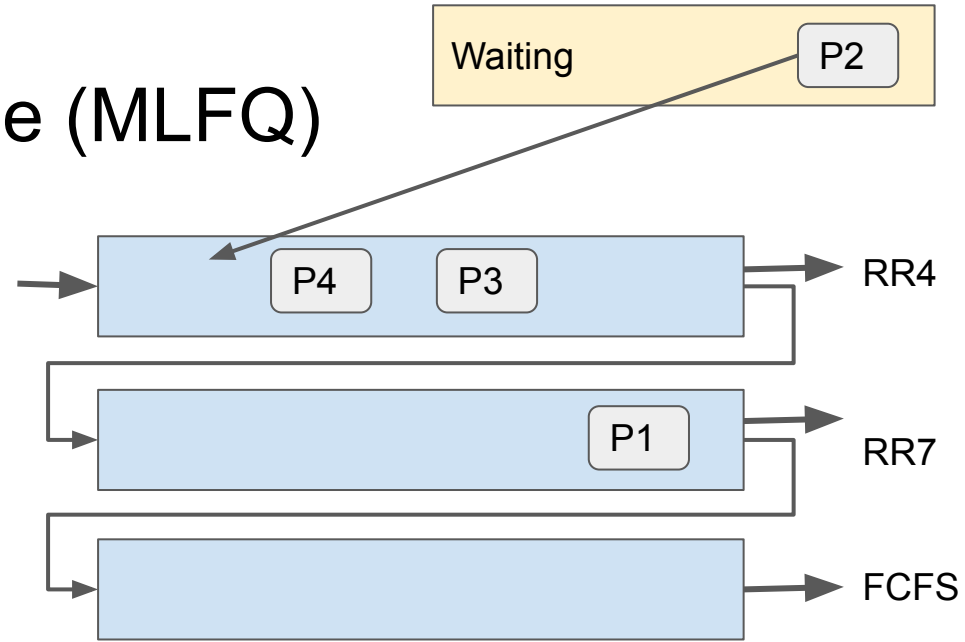 Waiting
P2
e (MLFQ)
P4
P3
RR4
P1
RR7
FCFS